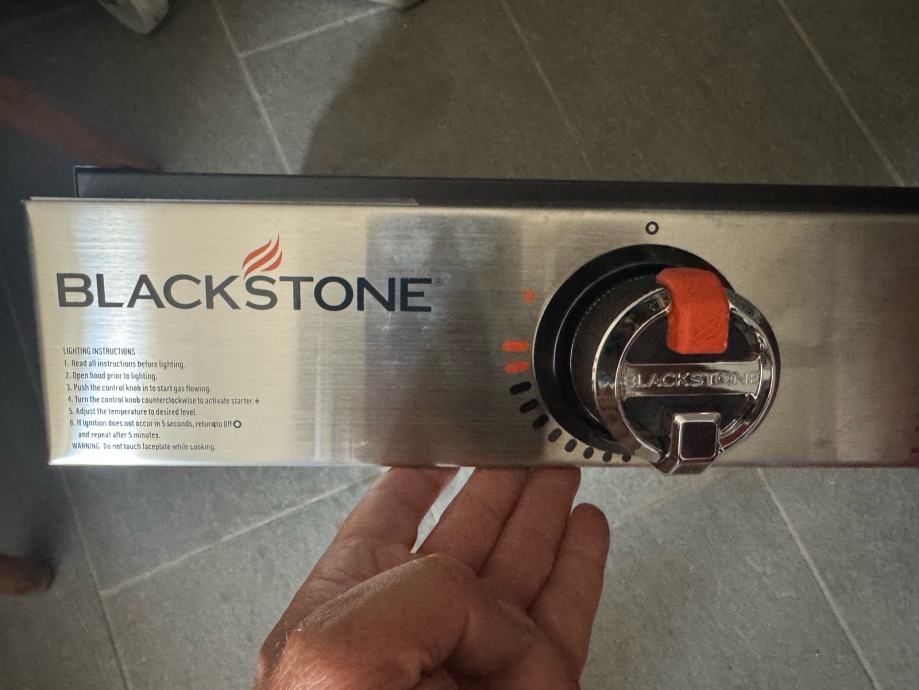 BLACKSTONE®
LIGHTING INSTRUCTIONS
1. Read all instructions before lighting.
2. Open hood prior to lighting.
3. Push the control knob in to start gas flowing.
4. Turn the control knob counterclockwise to activate starter.
5. Adjust the temperature to desired level.
6. If ignition does not occur in 5 seconds, return to Off O
and repeat after 5 minutes.
WARNING Do not touch faceplate while cooking.
BLACKSTONE